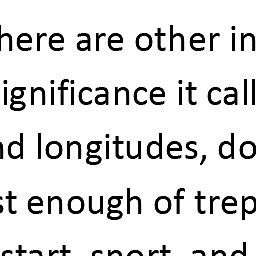 here are other in
ignificance it call
nd longitudes, do
st enough of trep
start, sport, and